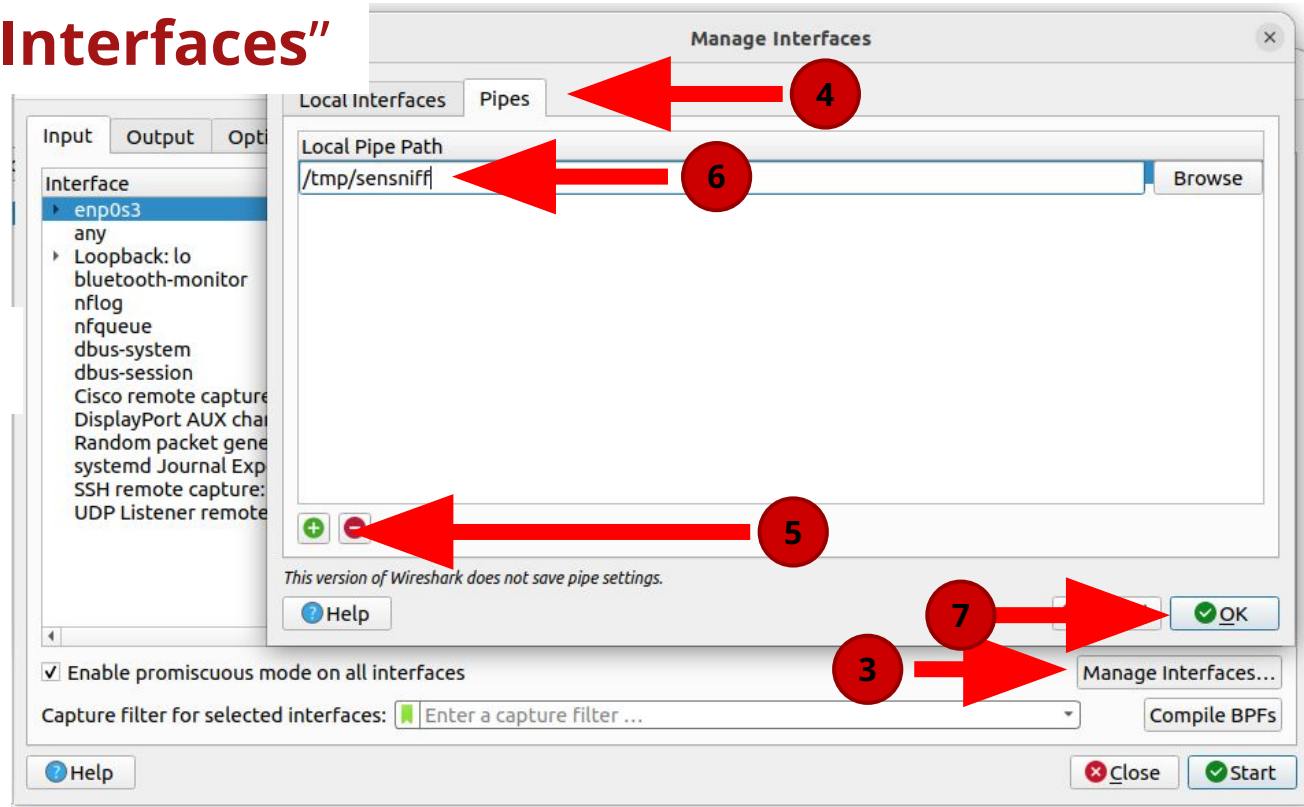 Interfaces”
Manage Interfaces
Local Interfaces Pipes
4
Input Output Opti
Local Pipe Path
/tmp/sensniff
6
Browse
Interface
enp0s3
any
Loopback: lo
bluetooth-monitor
nflog
nfqueue
dbus-system
dbus-session
Cisco remote capture
DisplayPort AUX chan
Random packet gene
systemd Journal Exp
SSH remote capture:
UDP Listener remote
5
This version of Wireshark does not save pipe settings.
Help
7
OK
Enable promiscuous mode on all interfaces
3
Manage Interfaces...
Capture filter for selected interfaces: Enter a capture filter ...
Compile BPFs
Help
Close
Start